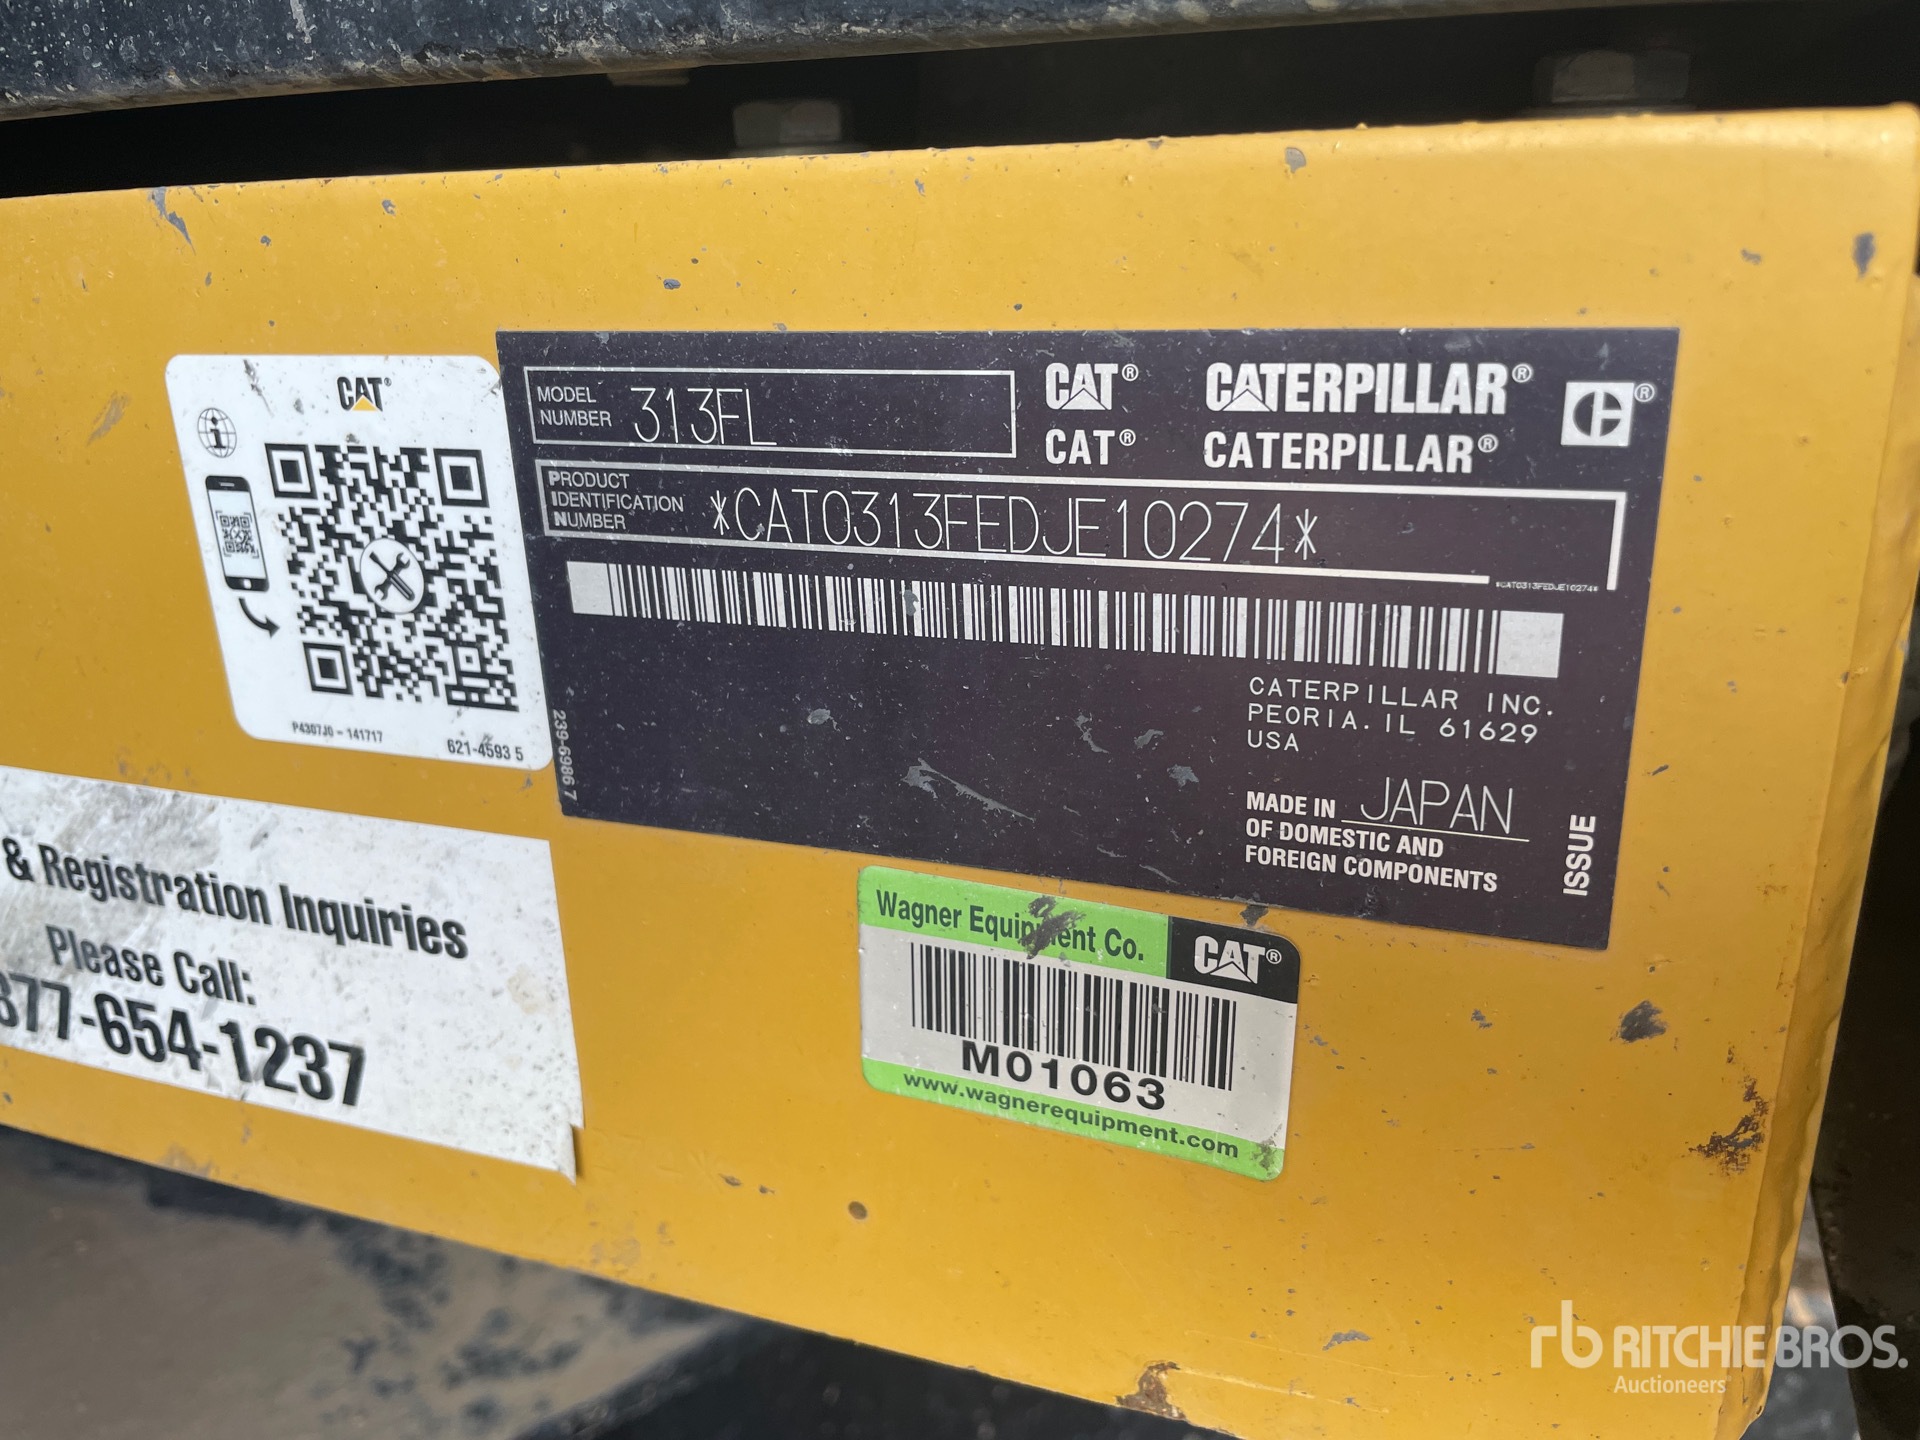 CAT®
P4307J0 - 141717
621-4593 5
MODEL
NUMBER
313FL
PRODUCT
IDENTIFICATION
NUMBER
*CAT0313FEDJE10274*
*CAT0313FEDJE10274*
CAT® CATERPILLAR®
CAT® CATERPILLAR®
CATERPILLAR INC.
PEORIA. IL 61629
USA
MADE IN JAPAN
OF DOMESTIC AND
FOREIGN COMPONENTS
ISSUE
239-6986 7
& Registration Inquiries
Please Call:
877-654-1237
Wagner Equipment Co.
CAT®
M01063
www.wagnerequipment.com
rb RITCHIE BROS.
Auctioneers